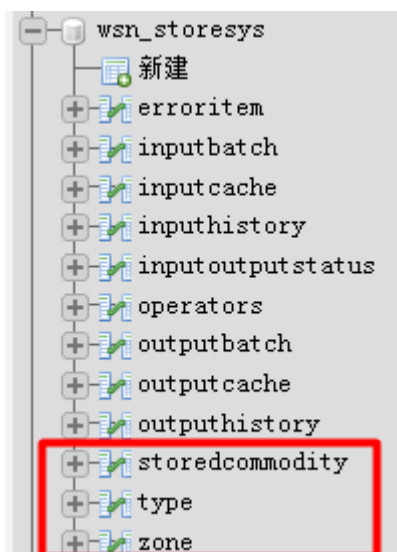 wsn_storesys
新建
erroritem
inputbatch
inputcache
inputhistory
inputoutputstatus
operators
outputbatch
outputcache
outputhistory
storedcommodity
type
zone